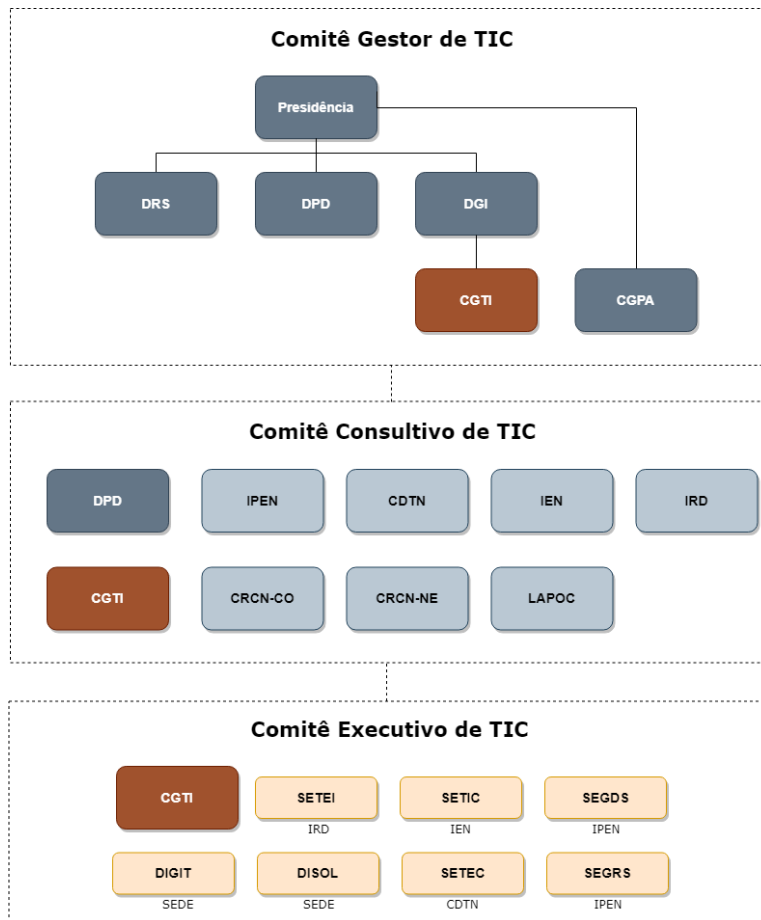 Comitê Gestor de TIC
Presidência
DRS
DPD
DGI
CGTI
CGPA
Comitê Consultivo de TIC
DPD
IPEN
CDTN
IEN
IRD
CGTI
CRCN-CO
CRCN-NE
LAPOC
Comitê Executivo de TIC
CGTI
SETEI
SETIC
SEGDS
IRD
IEN
IPEN
DIGIT
DISOL
SETEC
SEGRS
SEDE
SEDE
CDTN
IPEN